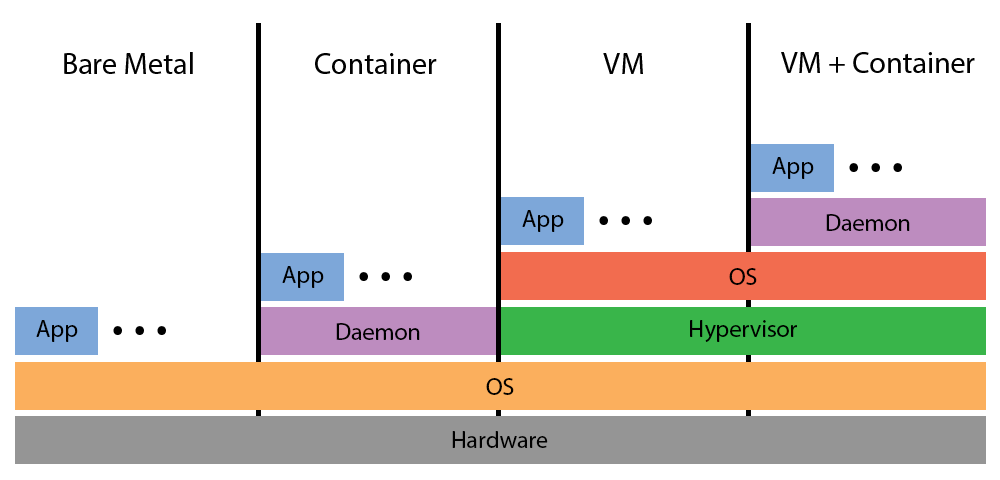 Bare Metal
Container
VM
VM + Container
App
Daemon
App
OS
App
Daemon
Hypervisor
App
OS
Hardware